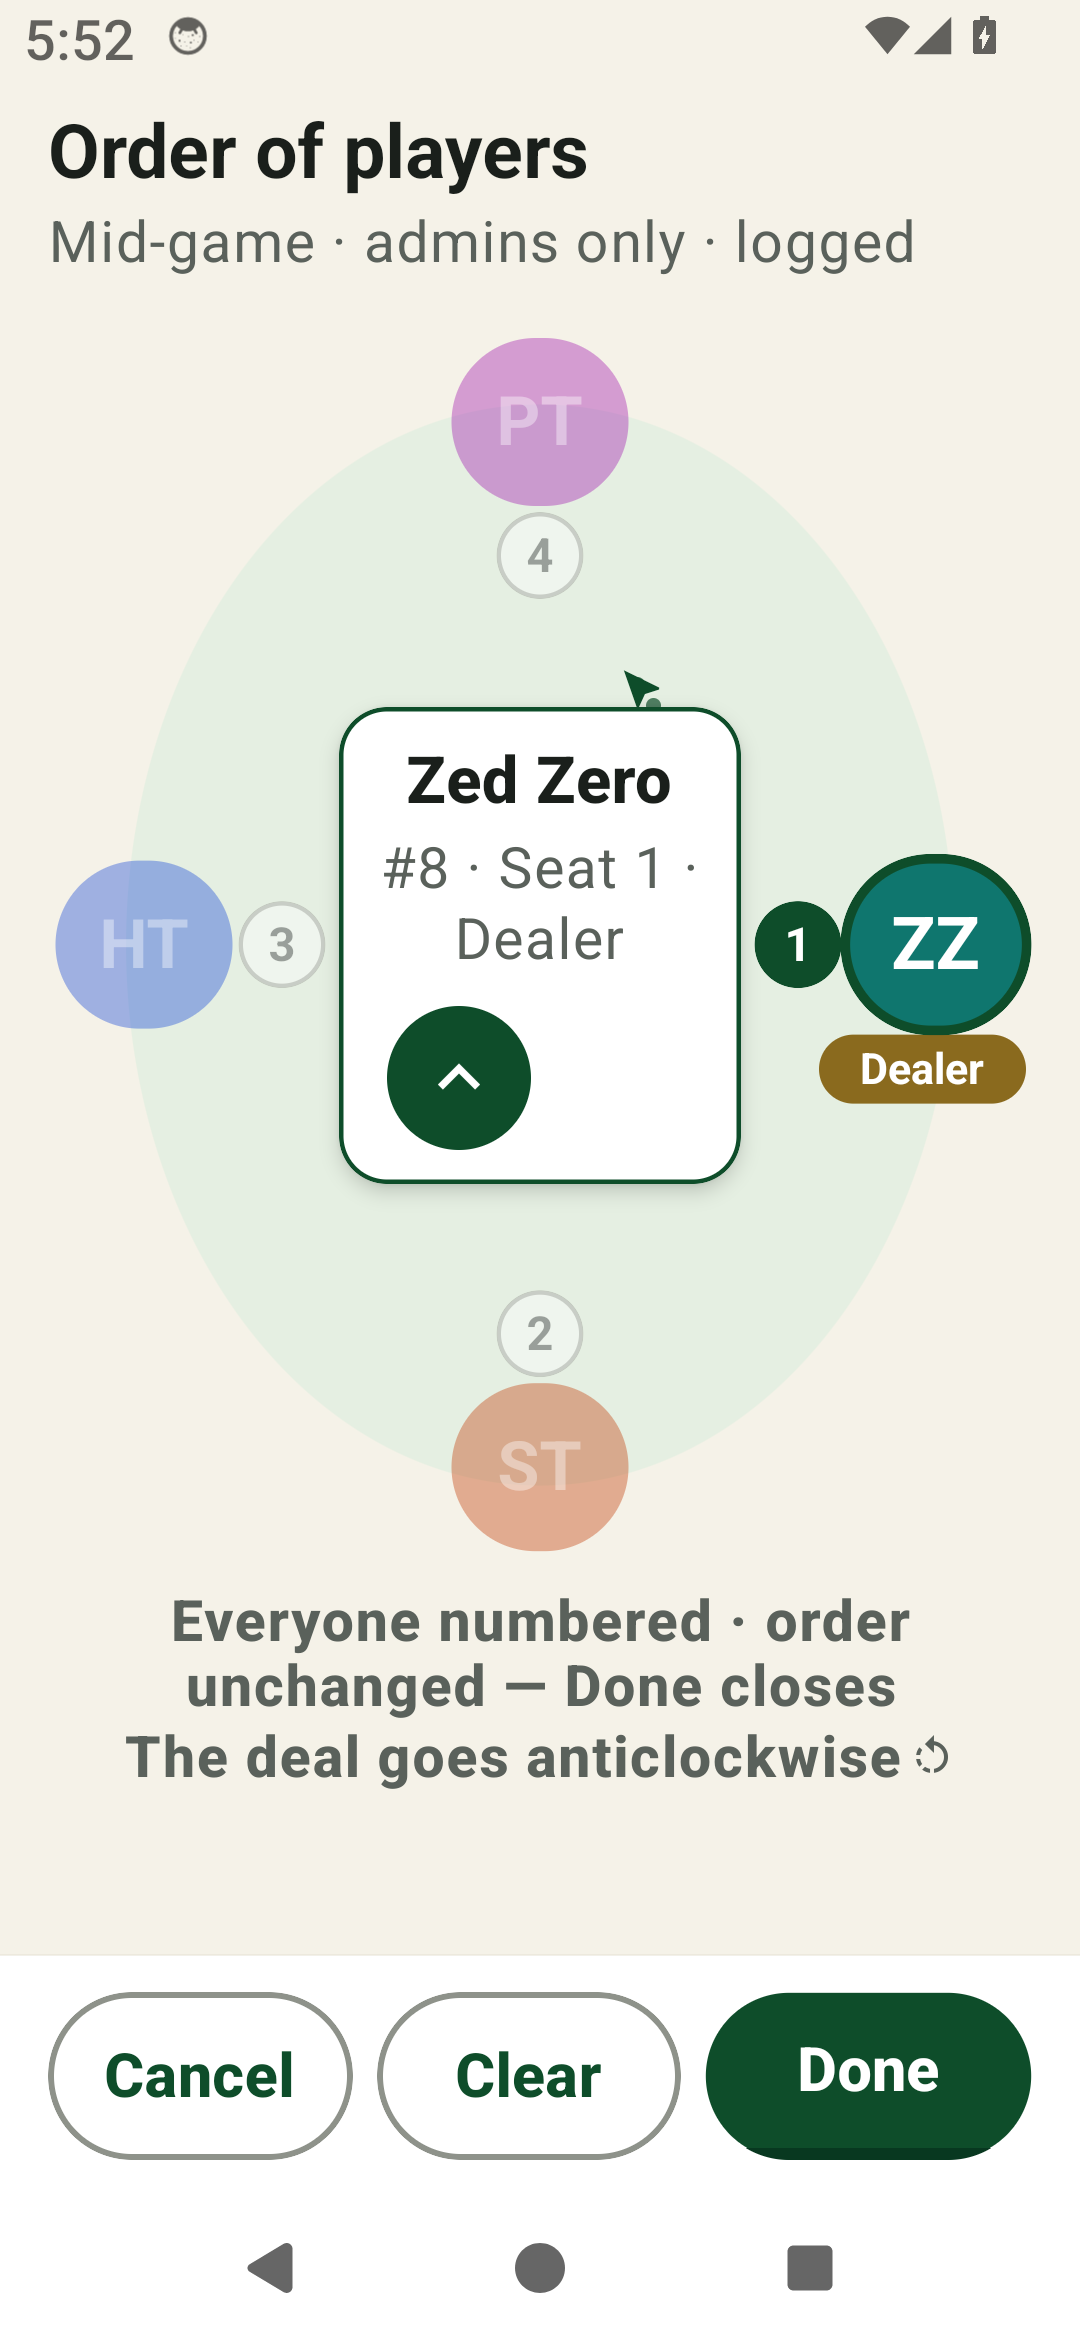 5:52
Order of players
Mid-game · admins only · logged
PT
4
Zed Zero
#8 · Seat 1 ·
Dealer
HT
3
1
ZZ
Dealer
2
ST
Everyone numbered · order
unchanged — Done closes
The deal goes anticlockwise
Cancel
Clear
Done